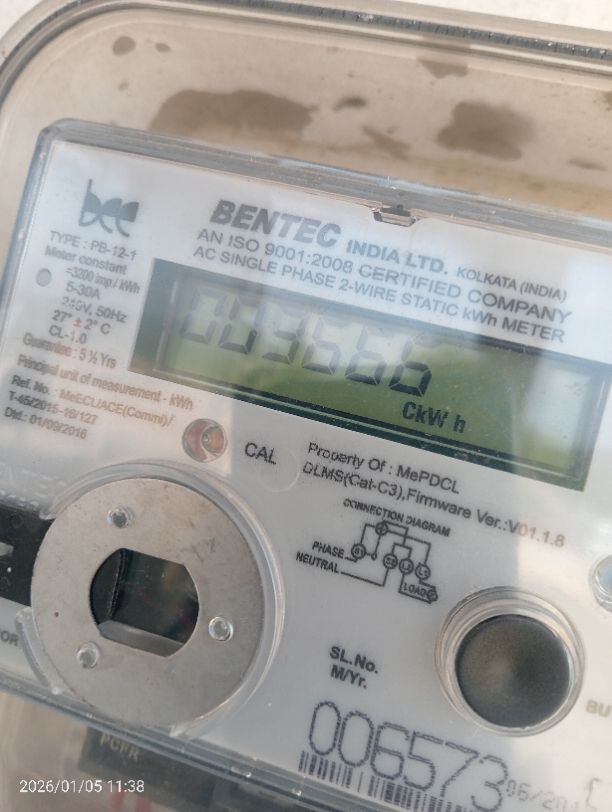 bee
BENTEC INDIA LTD. KOLKATA (INDIA)
AN ISO 9001:2008 CERTIFIED COMPANY
AC SINGLE PHASE 2-WIRE STATIC kWh METER
TYPE : PB-12-1
Meter constant
=3200 imp / kWh
5-30A
240V, 50Hz
27° ± 2° C
CL-1.0
Guarantee : 5 ½ Yrs
Principal unit of measurement - kWh
Ref. No. : MeECL/ACE(Comml)/
T-45/2015-16/127
Dtd.: 01/09/2016
003666
CkW h
CAL
Property Of : MePDCL
DLMS(Cat-C3),Firmware Ver.:V01.1.8
CONNECTION DIAGRAM
PHASE
NEUTRAL
LOAD
SL.No.
M/Yr.
006573
2026/01/05 11:38